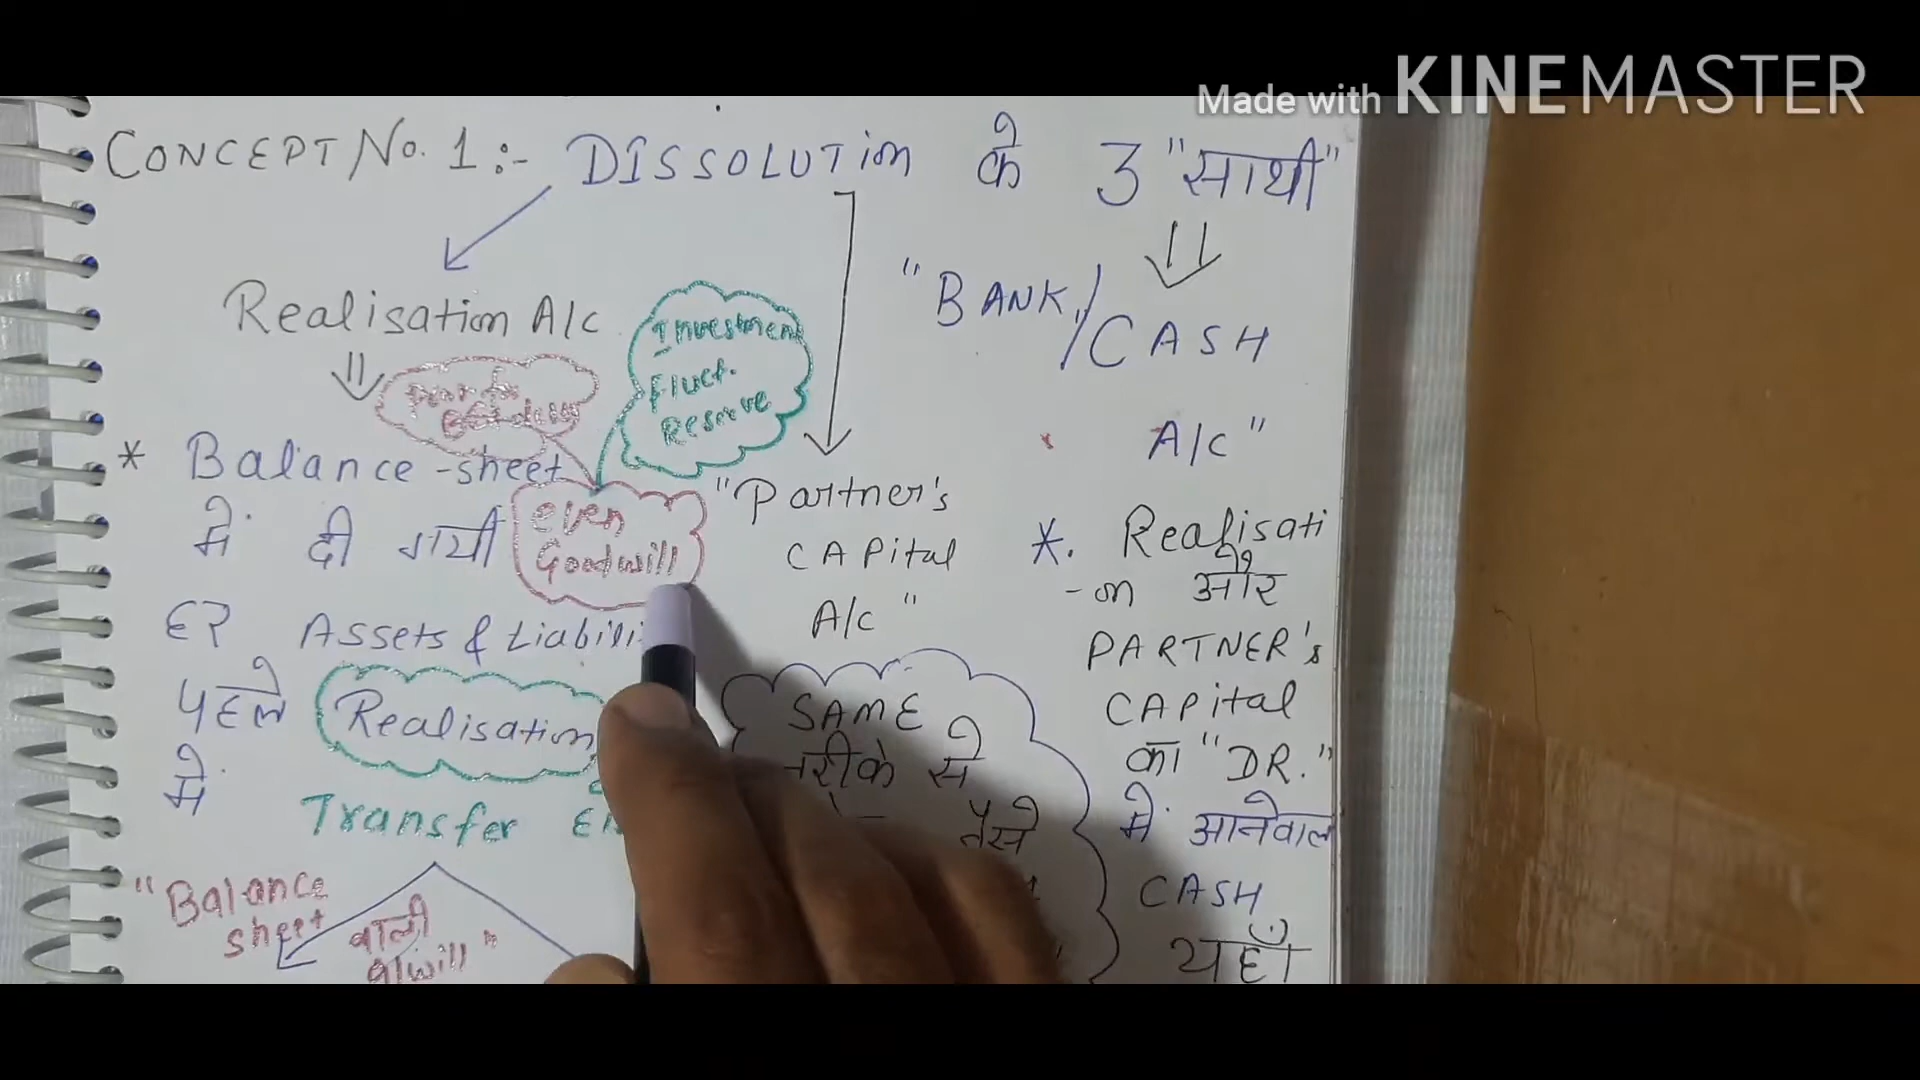 Made with KINEMASTER
CONCEPT No. 1:- DISSOLUTION के 3 "साथी"
Realisation A/c
Investment
Fluct.
Reserve
* Balance-sheet
में दी गयी
Even
Goodwill
हर Assets & Liabili
पहले Realisation
में
Transfer
"Balance
sheet
वाली
will"
"Partner's
CAPital
A/c"
SAME
तरीके से
"BANK/
CASH
A/c"
*. Realisati
-on और
PARTNER's
CAPital
का "DR."
में आनेवाल
CASH
यहाँ